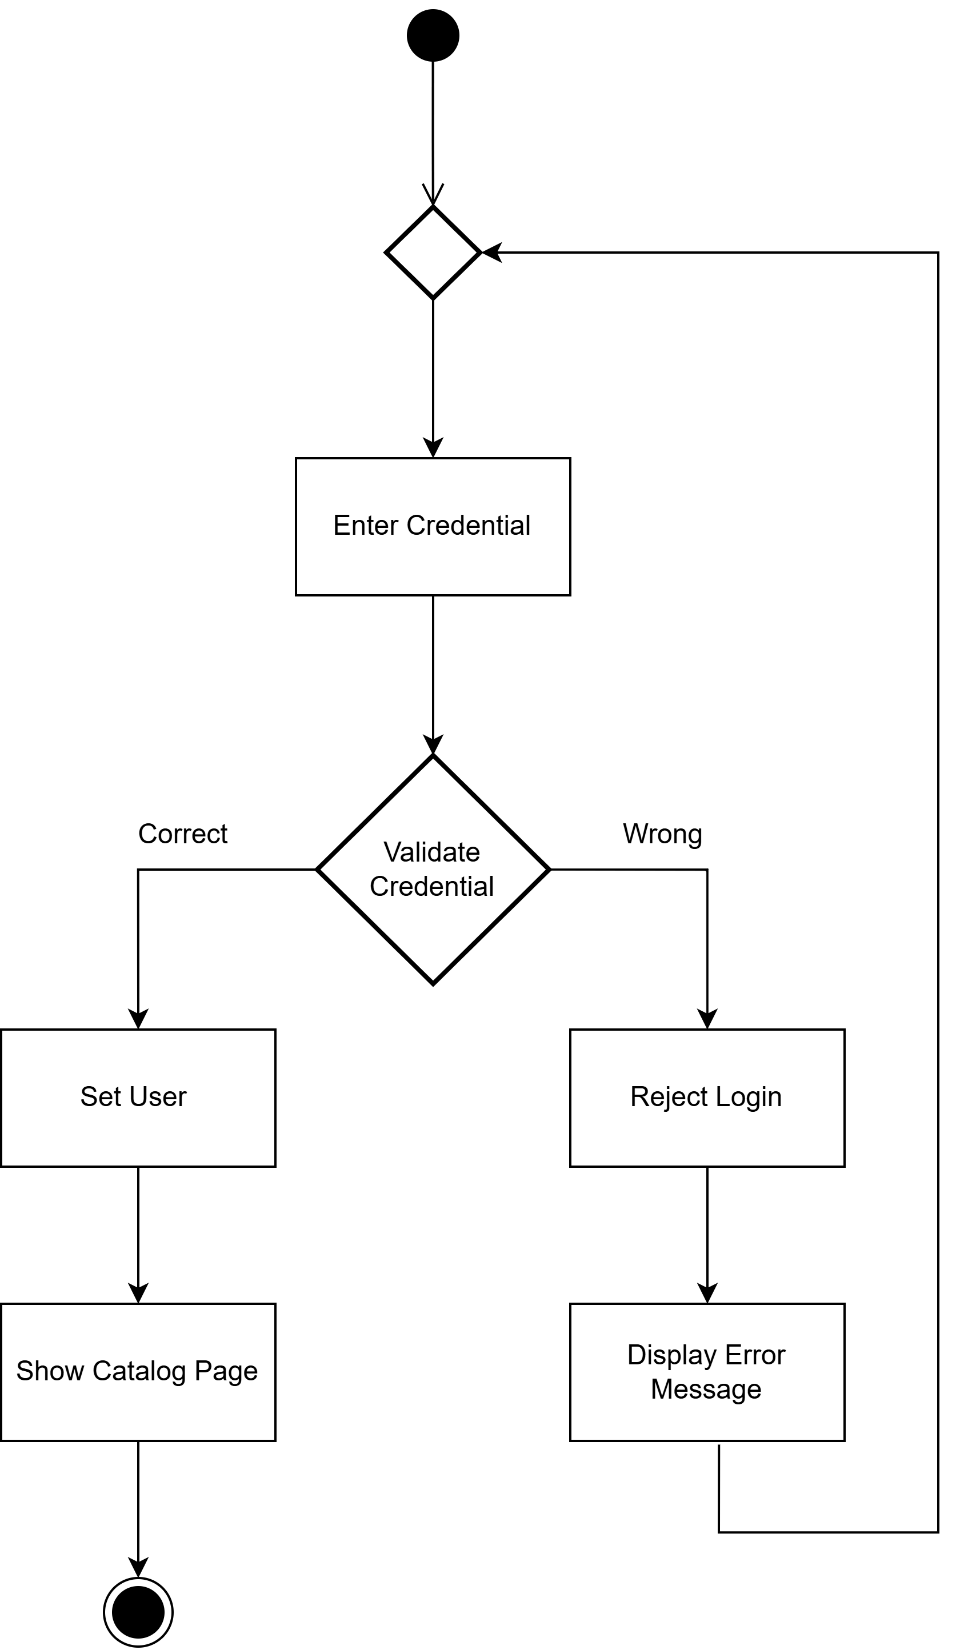 Enter Credential
Correct
Wrong
Validate
Credential
Set User
Reject Login
Show Catalog Page
Display Error
Message